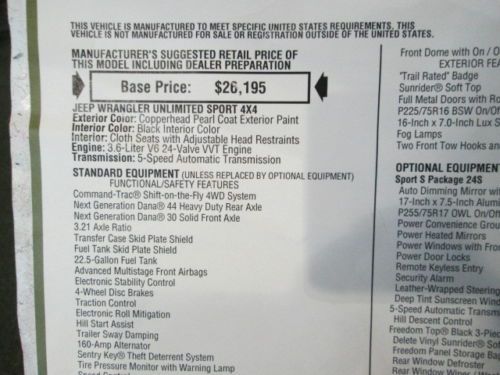 THIS VEHICLE IS MANUFACTURED TO MEET SPECIFIC UNITED STATES REQUIREMENTS. THIS
VEHICLE IS NOT MANUFACTURED FOR SALE OR REGISTRATION OUTSIDE OF THE UNITED STATES.
MANUFACTURER'S SUGGESTED RETAIL PRICE OF
THIS MODEL INCLUDING DEALER PREPARATION
Base Price: $26,195
JEEP WRANGLER UNLIMITED SPORT 4X4
Exterior Color: Copperhead Pearl Coat Exterior Paint
Interior Color: Black Interior Color
Interior: Cloth Seats with Adjustable Head Restraints
Engine: 3.6-Liter V6 24-Valve VVT Engine
Transmission: 5-Speed Automatic Transmission
STANDARD EQUIPMENT (UNLESS REPLACED BY OPTIONAL EQUIPMENT)
FUNCTIONAL/SAFETY FEATURES
Command-Trac® Shift-on-the-Fly 4WD System
Next Generation Dana® 44 Heavy Duty Rear Axle
Next Generation Dana® 30 Solid Front Axle
3.21 Axle Ratio
Transfer Case Skid Plate Shield
Fuel Tank Skid Plate Shield
22.5-Gallon Fuel Tank
Advanced Multistage Front Airbags
Electronic Stability Control
4-Wheel Disc Brakes
Traction Control
Electronic Roll Mitigation
Hill Start Assist
Trailer Sway Damping
160-Amp Alternator
Sentry Key® Theft Deterrent System
Tire Pressure Monitor with Warning Lamp
Speed Control
Front Dome with On / O
EXTERIOR FEA
"Trail Rated" Badge
Sunrider® Soft Top
Full Metal Doors with Ro
P225/75R16 BSW On/Of
16-Inch x 7.0-Inch Lux S
Fog Lamps
Two Front Tow Hooks an
OPTIONAL EQUIPMENT
Sport S Package 24S
Auto Dimming Mirror wit
17-Inch x 7.5-Inch Alumi
P255/75R17 OWL On/Off
Power Convenience Grou
Power Heated Mirrors
Power Windows with Fron
Power Door Locks
Remote Keyless Entry
Security Alarm
Leather-Wrapped Steering
Deep Tint Sunscreen Win
5-Speed Automatic Transm
Hill Descent Control
Freedom Top® Black 3-Piec
Delete Vinyl Sunrider® Sof
Freedom Panel Storage Bag
Rear Window Defroster
Rear Window Wiper / Wash